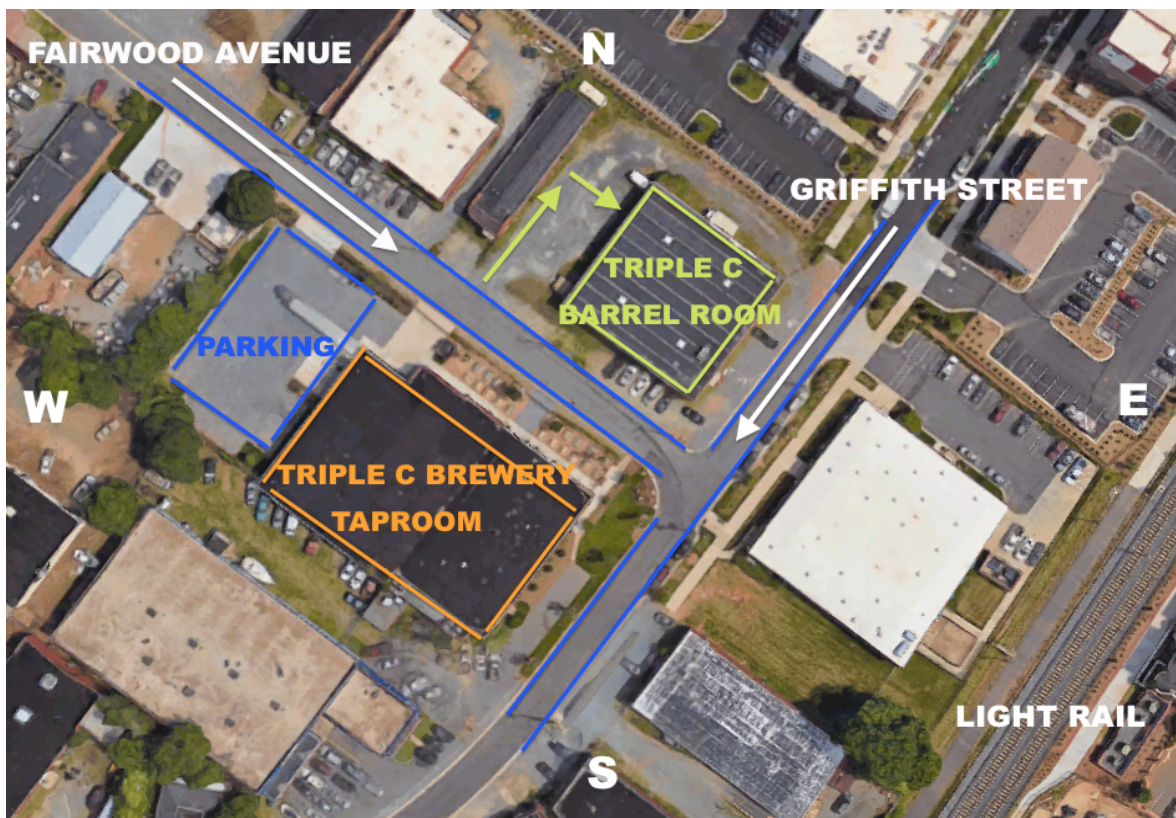 FAIRWOOD AVENUE
N
GRIFFITH STREET
TRIPLE C
BARREL ROOM
PARKING
W
E
TRIPLE C BREWERY
TAPROOM
LIGHT RAIL
S